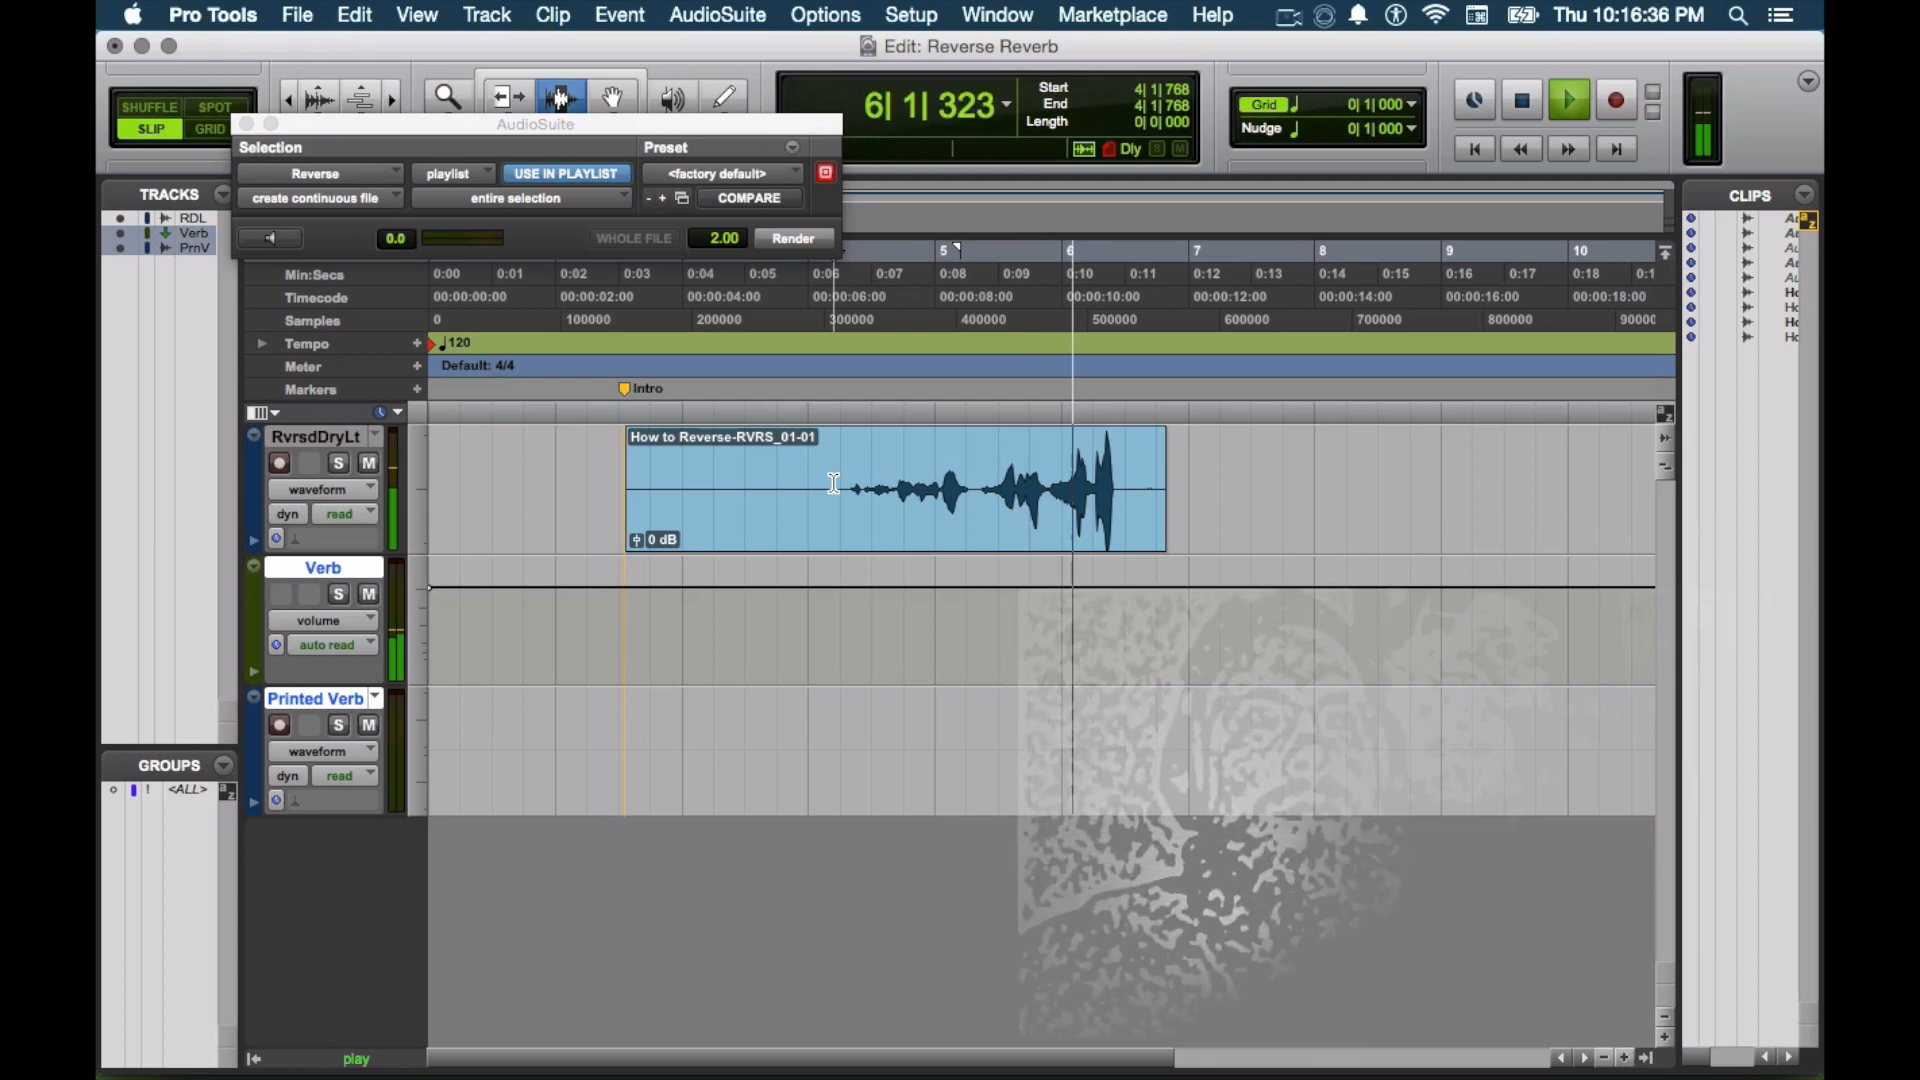 Pro Tools File Edit View Track Clip Event AudioSuite Options Setup Window Marketplace Help Thu 10:16:36 PM
Edit: Reverse Reverb
SHUFFLE SPOT
SLIP GRID
6| 1| 323
Start 4| 1| 768
End 4| 1| 768
Length 0| 0| 000
Dly S M
Grid 0| 1| 000
Nudge 0| 1| 000
AudioSuite
Selection Preset
Reverse playlist USE IN PLAYLIST <factory default>
create continuous file entire selection - + COMPARE
0.0 WHOLE FILE 2.00 Render
TRACKS
RDL
Verb
PrnV
CLIPS
5 6 7 8 9 10
Min:Secs 0:00 0:01 0:02 0:03 0:04 0:05 0:06 0:07 0:08 0:09 0:10 0:11 0:12 0:13 0:14 0:15 0:16 0:17 0:18 0:1
Timecode 00:00:00:00 00:00:02:00 00:00:04:00 00:00:06:00 00:00:08:00 00:00:10:00 00:00:12:00 00:00:14:00 00:00:16:00 00:00:18:00
Samples 0 100000 200000 300000 400000 500000 600000 700000 800000 90000
Tempo + 120
Meter + Default: 4/4
Markers + Intro
RvrsdDryLt
S M
waveform
dyn read
How to Reverse-RVRS_01-01
0 dB
Verb
S M
volume
auto read
Printed Verb
S M
waveform
dyn read
GROUPS
! <ALL>
a z
play